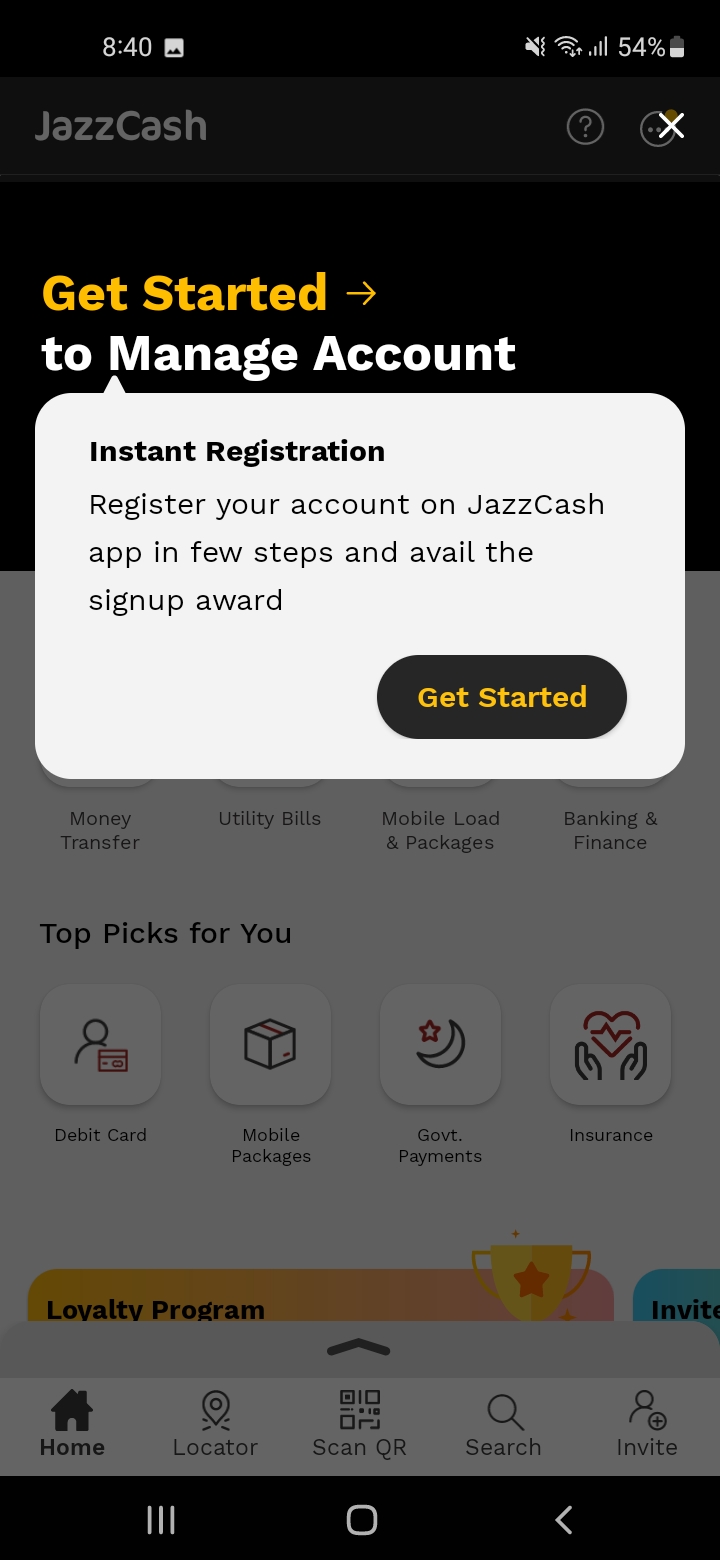 8:40
54%
JazzCash
Get Started →
to Manage Account
Instant Registration
Register your account on JazzCash
app in few steps and avail the
signup award
Get Started
Money
Transfer
Utility Bills
Mobile Load
& Packages
Banking &
Finance
Top Picks for You
Debit Card
Mobile
Packages
Govt.
Payments
Insurance
Loyalty Program
Invite
Home
Locator
Scan QR
Search
Invite